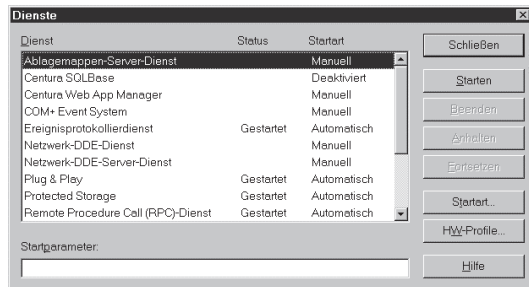 Dienste
Dienst Status Startart
Ablagemappen-Server-Dienst Manuell
Centura SQLBase Deaktiviert
Centura Web App Manager Manuell
COM+ Event System Manuell
Ereignisprotokollierdienst Gestartet Automatisch
Netzwerk-DDE-Dienst Manuell
Netzwerk-DDE-Server-Dienst Manuell
Plug & Play Gestartet Automatisch
Protected Storage Gestartet Automatisch
Remote Procedure Call (RPC)-Dienst Gestartet Automatisch
Startparameter:
Schließen
Starten
Beenden
Anhalten
Fortsetzen
Startart...
HW-Profile...
Hilfe